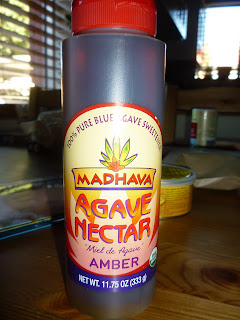 100% PURE BLUE AGAVE SWEETENER
MADHAVA
AGAVE
NECTAR
"Miel de Agave"
AMBER
NET WT. 11.75 OZ (333 g)